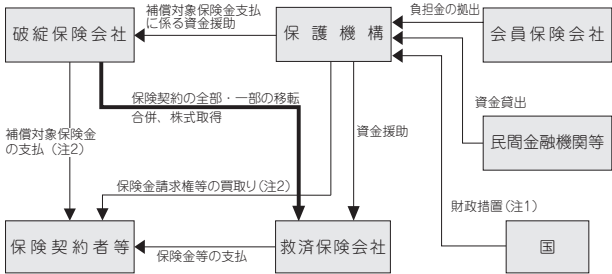 補償対象保険金支払
に係る資金援助
負担金の拠出
破綻保険会社
保護機構
会員保険会社
保険契約の全部・一部の移転
合併、株式取得
資金貸出
補償対象保険金
の支払(注2)
資金援助
民間金融機関等
保険金請求権等の買取り(注2)
財政措置(注1)
保険契約者等
保険金等の支払
救済保険会社
国